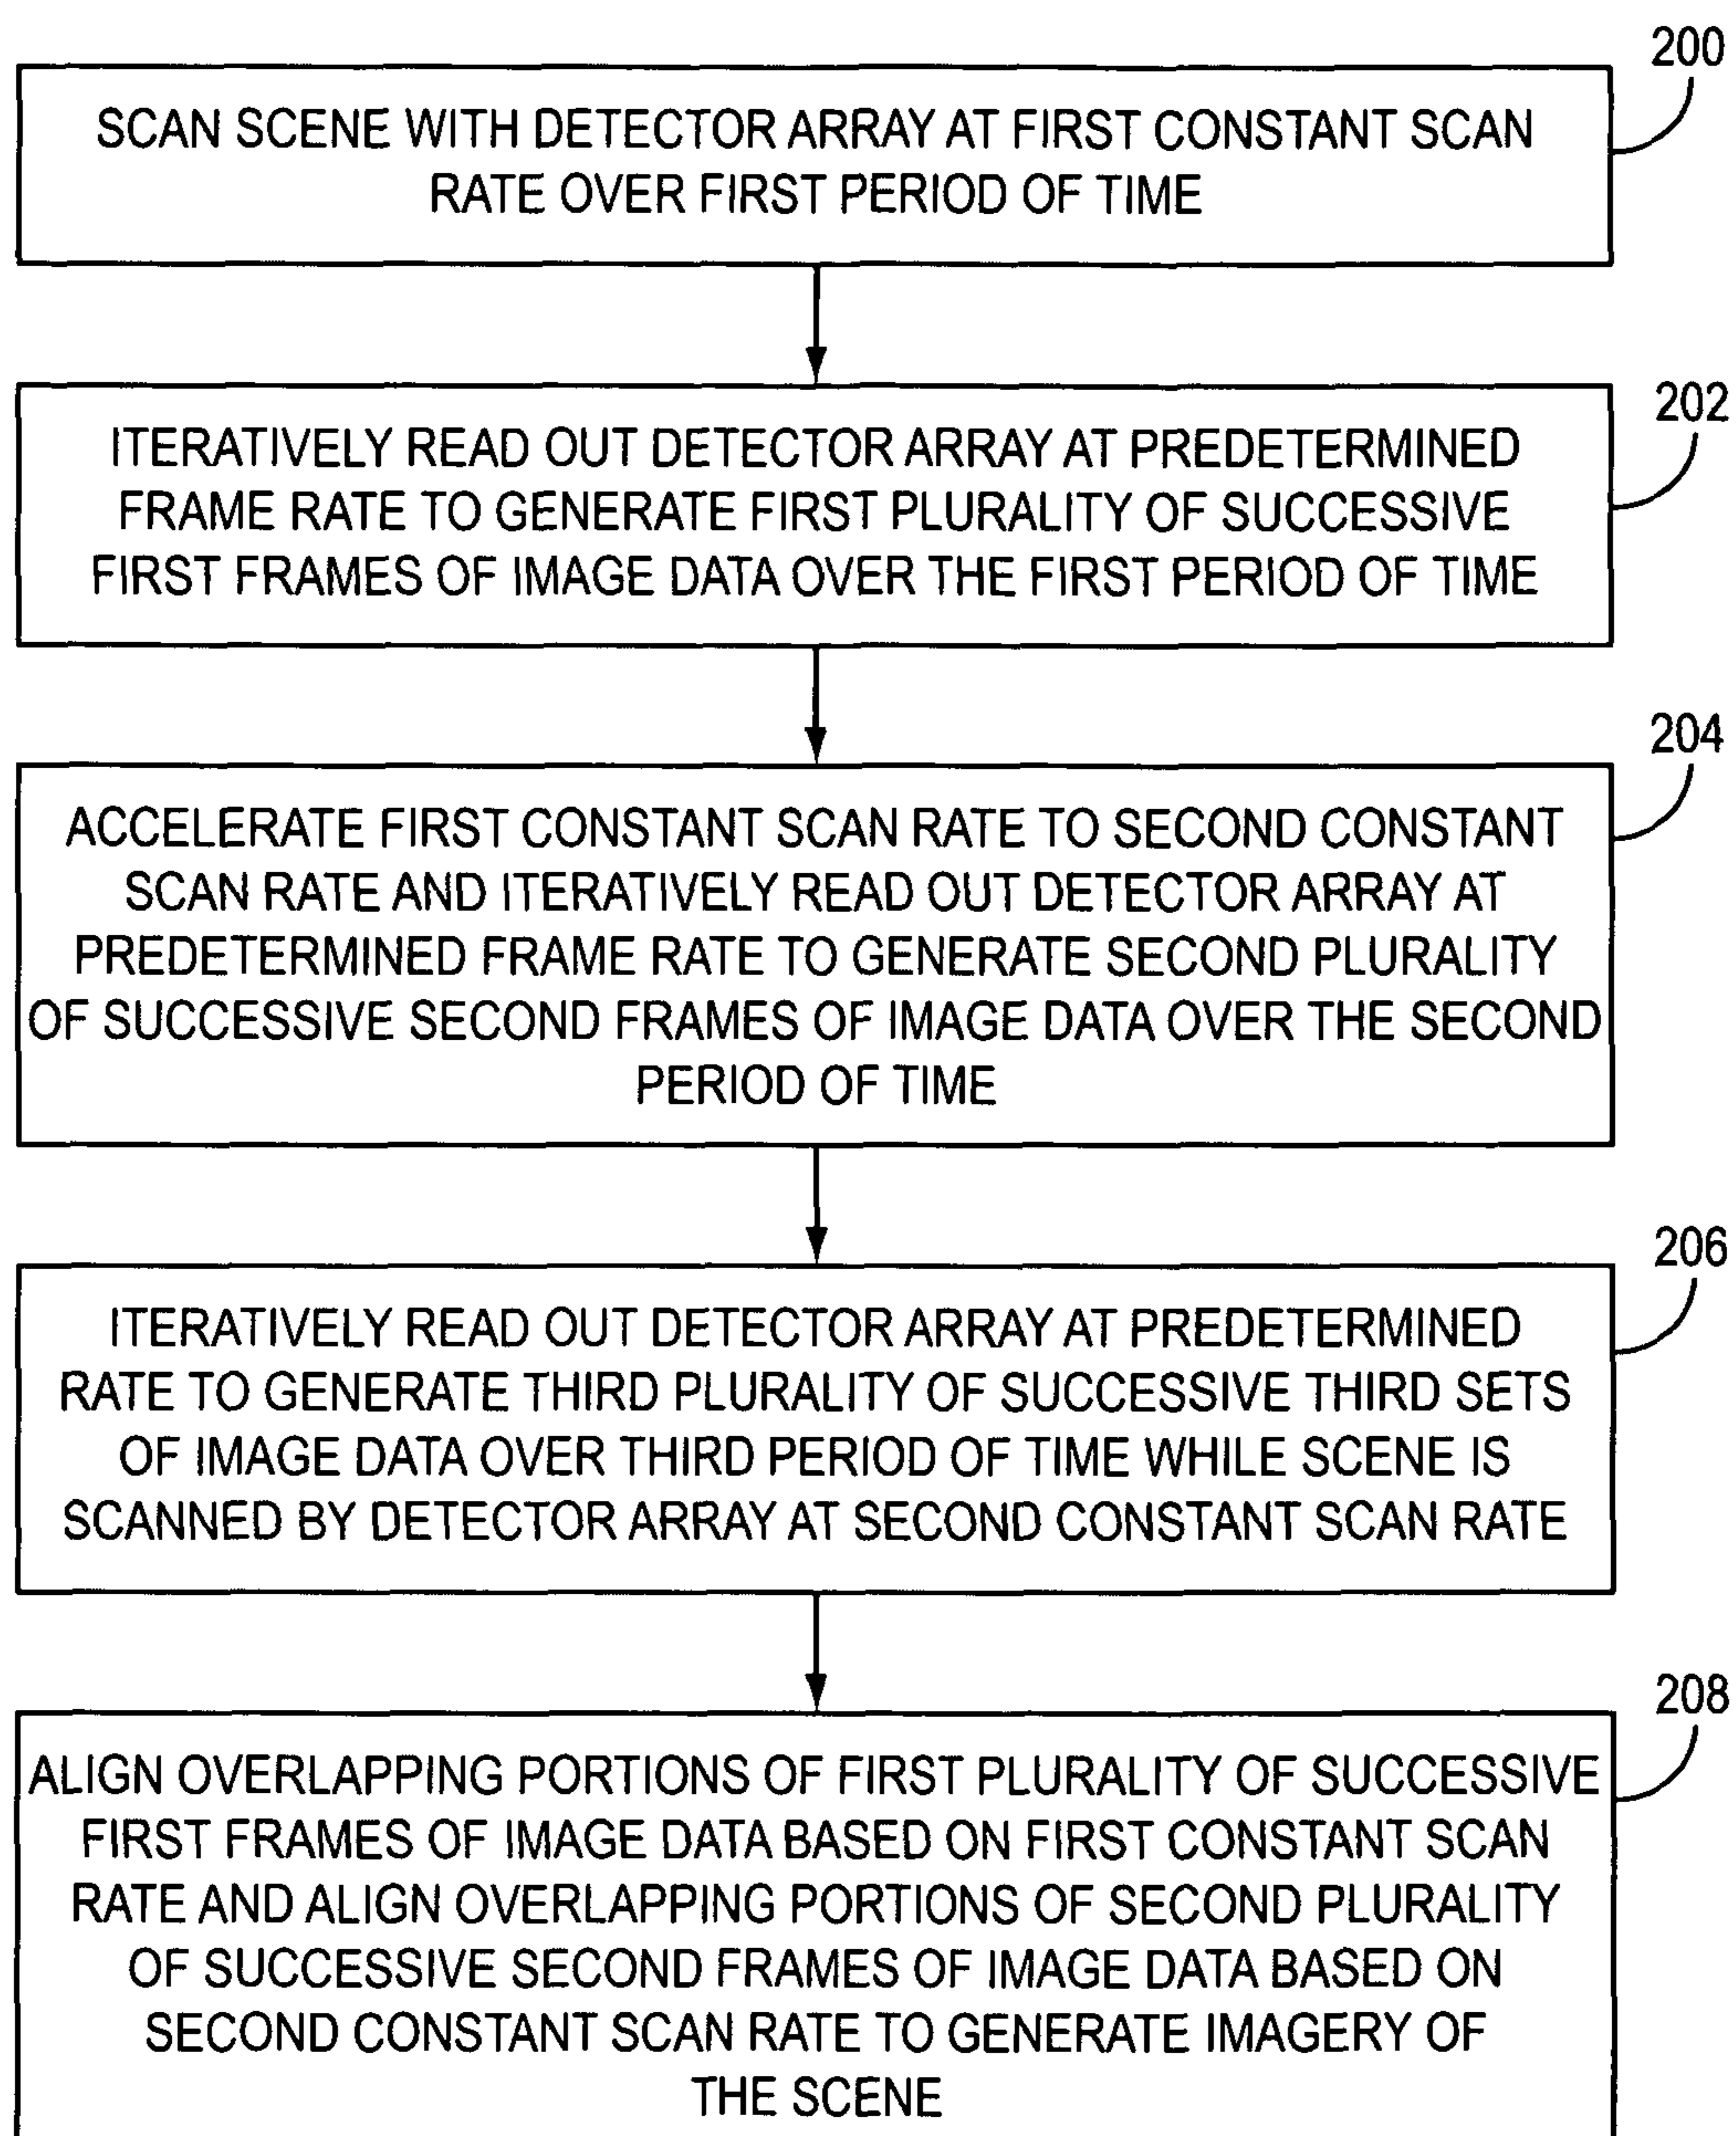 200
SCAN SCENE WITH DETECTOR ARRAY AT FIRST CONSTANT SCAN
RATE OVER FIRST PERIOD OF TIME
202
ITERATIVELY READ OUT DETECTOR ARRAY AT PREDETERMINED
FRAME RATE TO GENERATE FIRST PLURALITY OF SUCCESSIVE
FIRST FRAMES OF IMAGE DATA OVER THE FIRST PERIOD OF TIME
204
ACCELERATE FIRST CONSTANT SCAN RATE TO SECOND CONSTANT
SCAN RATE AND ITERATIVELY READ OUT DETECTOR ARRAY AT
PREDETERMINED FRAME RATE TO GENERATE SECOND PLURALITY
OF SUCCESSIVE SECOND FRAMES OF IMAGE DATA OVER THE SECOND
PERIOD OF TIME
206
ITERATIVELY READ OUT DETECTOR ARRAY AT PREDETERMINED
RATE TO GENERATE THIRD PLURALITY OF SUCCESSIVE THIRD SETS
OF IMAGE DATA OVER THIRD PERIOD OF TIME WHILE SCENE IS
SCANNED BY DETECTOR ARRAY AT SECOND CONSTANT SCAN RATE
208
ALIGN OVERLAPPING PORTIONS OF FIRST PLURALITY OF SUCCESSIVE
FIRST FRAMES OF IMAGE DATA BASED ON FIRST CONSTANT SCAN
RATE AND ALIGN OVERLAPPING PORTIONS OF SECOND PLURALITY
OF SUCCESSIVE SECOND FRAMES OF IMAGE DATA BASED ON
SECOND CONSTANT SCAN RATE TO GENERATE IMAGERY OF
THE SCENE